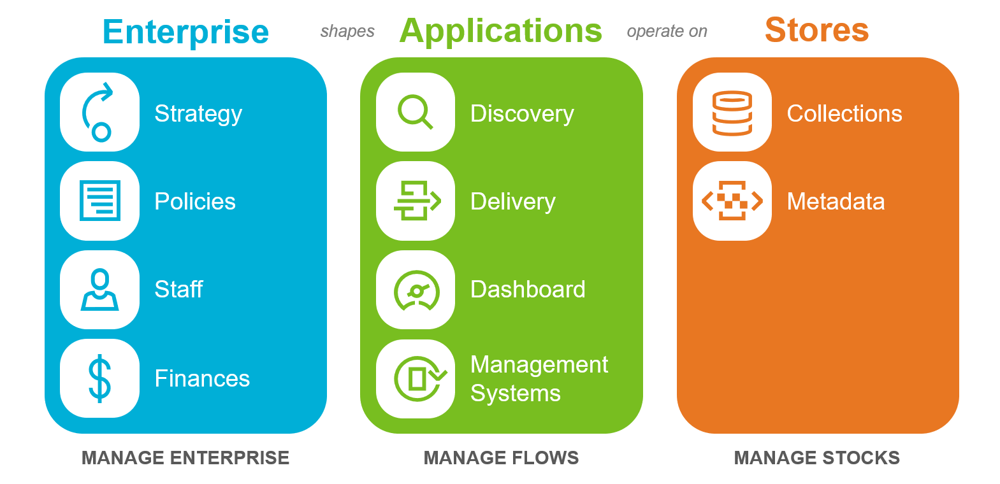 Enterprise
shapes
Applications
operate on
Stores
Strategy
Policies
Staff
Finances
Discovery
Delivery
Dashboard
Management
Systems
Collections
Metadata
MANAGE ENTERPRISE
MANAGE FLOWS
MANAGE STOCKS